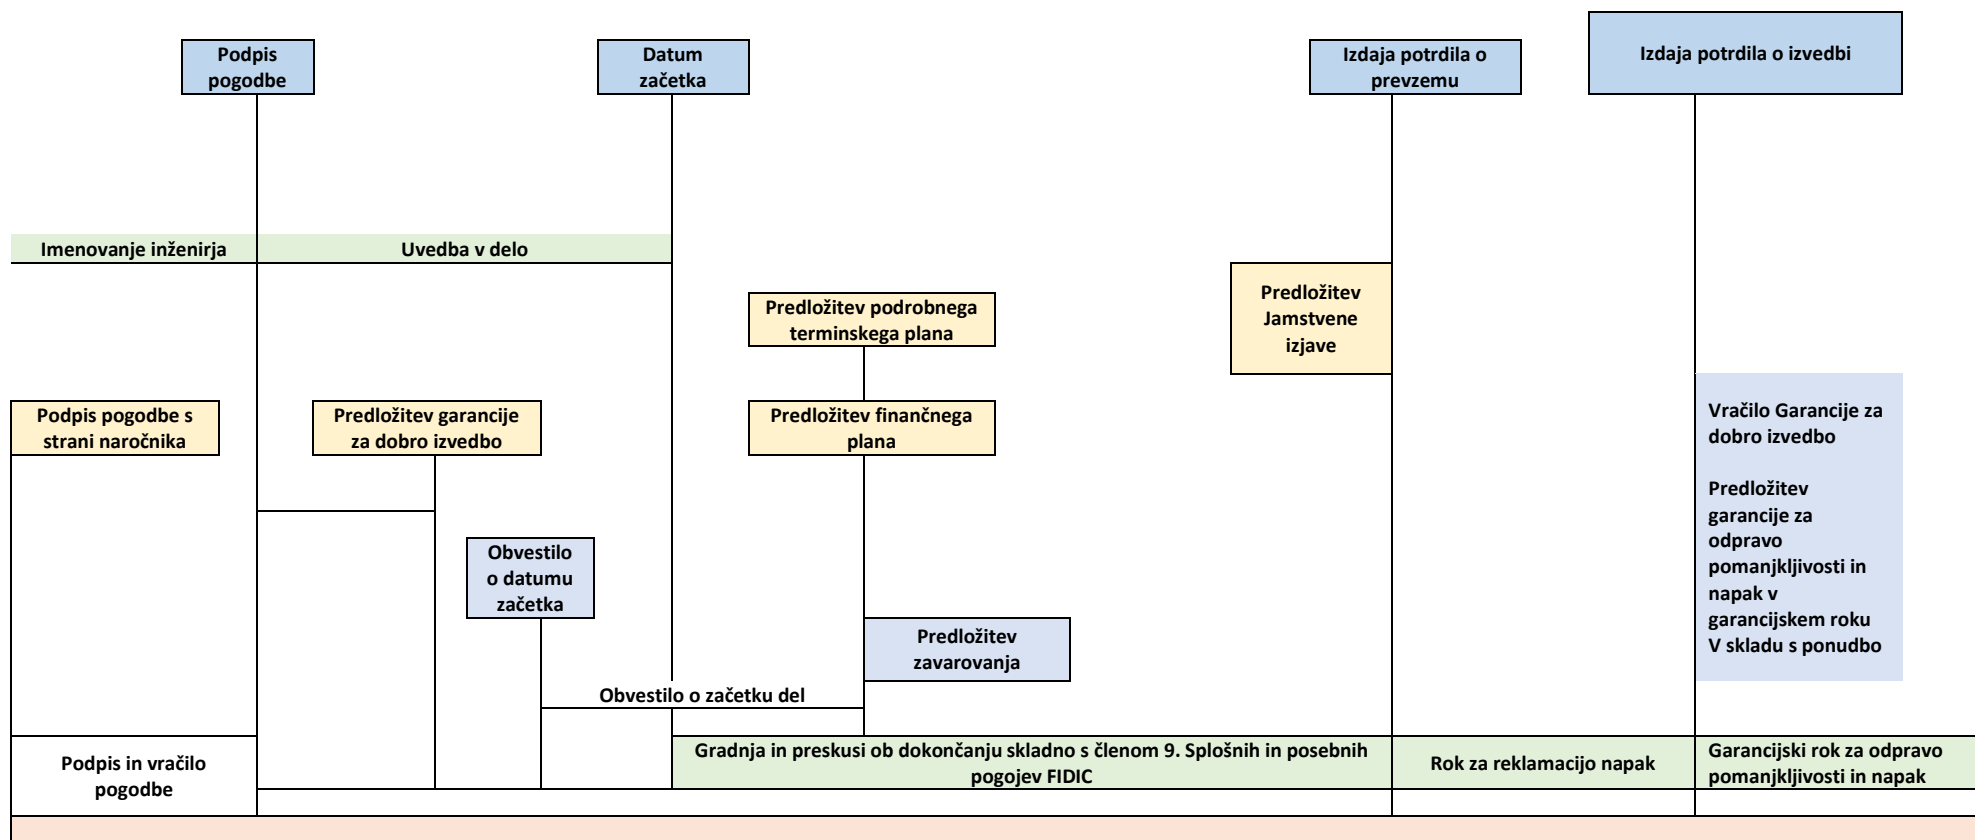 Podpis
pogodbe
Datum
začetka
Izdaja potrdila o
prevzemu
Izdaja potrdila o izvedbi
Imenovanje inženirja
Uvedba v delo
Predložitev podrobnega
terminskega plana
Predložitev
Jamstvene
izjave
Podpis pogodbe s
strani naročnika
Predložitev garancije
za dobro izvedbo
Predložitev finančnega
plana
Vračilo Garancije za
dobro izvedbo
Predložitev
garancije za
odpravo
pomanjkljivosti in
napak v
garancijskem roku
V skladu s ponudbo
Obvestilo
o datumu
začetka
Predložitev
zavarovanja
Obvestilo o začetku del
Podpis in vračilo
pogodbe
Gradnja in preskusi ob dokončanju skladno s členom 9. Splošnih in posebnih
pogojev FIDIC
Rok za reklamacijo napak
Garancijski rok za odpravo
pomanjkljivosti in napak